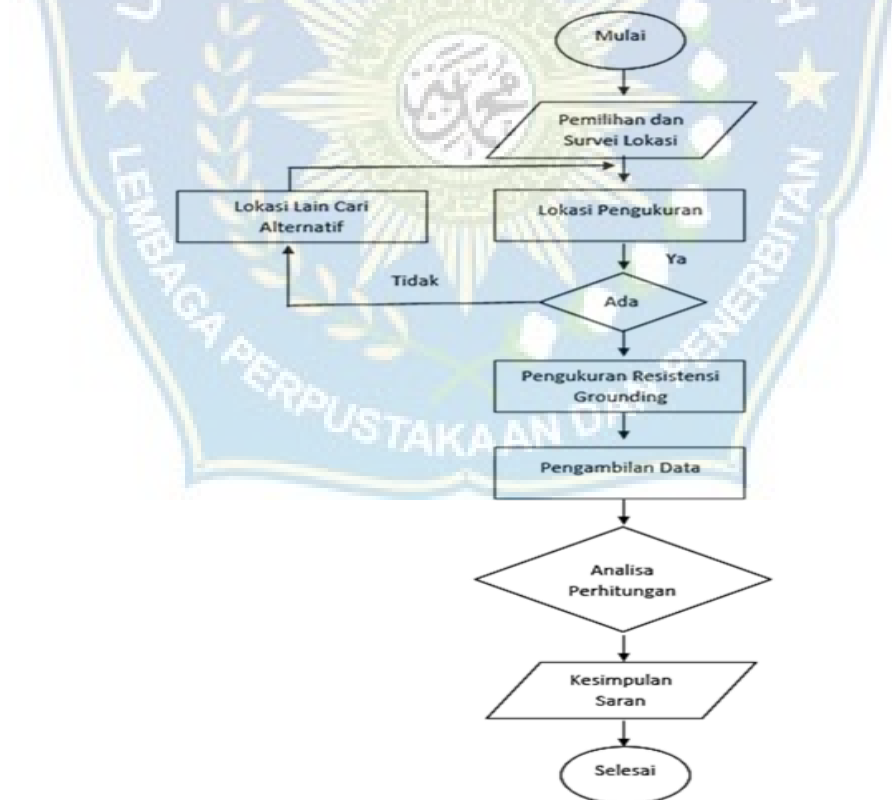 Mulai
Pemilihan dan
Survei Lokasi
Lokasi Lain Cari
Alternatif
Lokasi Pengukuran
Ya
Tidak
Ada
Pengukuran Resistensi
Grounding
Pengambilan Data
Analisa
Perhitungan
Kesimpulan
Saran
Selesai
LEMBAGA PERPUSTAKAAN DAN PENERBITAN
محمد